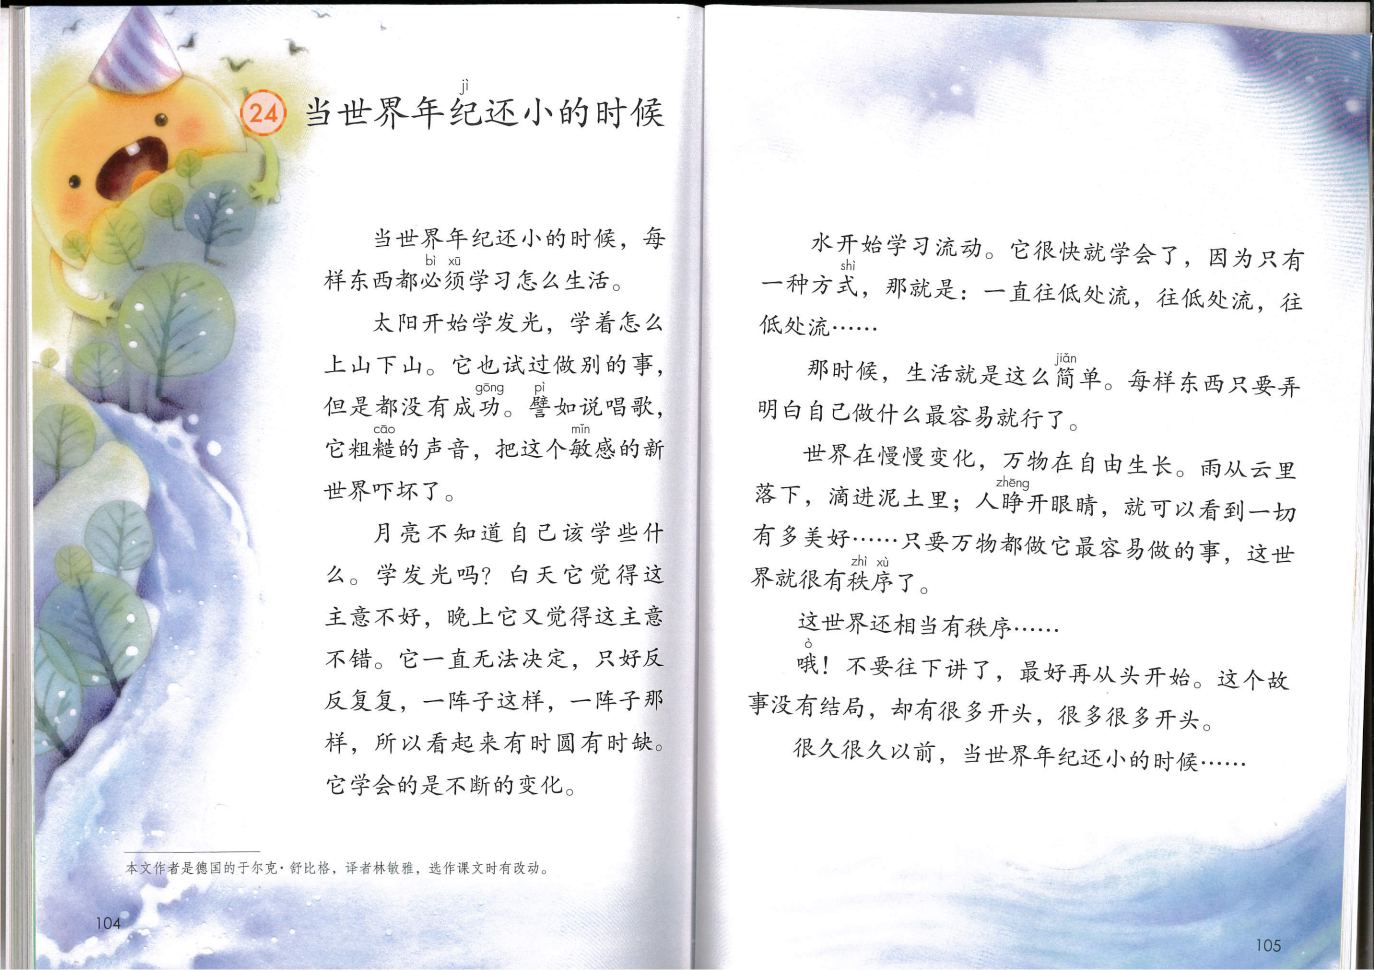 24 当世界年纪还小的时候
jì
当世界年纪还小的时候，每
bì xū
样东西都必须学习怎么生活。
太阳开始学发光，学着怎么
上山下山。它也试过做别的事，
gōng pì
但是都没有成功。譬如说唱歌，
cāo mǐn
它粗糙的声音，把这个敏感的新
世界吓坏了。
月亮不知道自己该学些什
么。学发光吗？白天它觉得这
主意不好，晚上它又觉得这主意
不错。它一直无法决定，只好反
反复复，一阵子这样，一阵子那
样，所以看起来有时圆有时缺。
它学会的是不断的变化。
本文作者是德国的于尔克·舒比格，译者林敏雅，选作课文时有改动。
104
水开始学习流动。它很快就学会了，因为只有
shì
一种方式，那就是：一直往低处流，往低处流，往
低处流……
jiǎn
那时候，生活就是这么简单。每样东西只要弄
明白自己做什么最容易就行了。
世界在慢慢变化，万物在自由生长。雨从云里
zhēng
落下，滴进泥土里；人睁开眼睛，就可以看到一切
有多美好……只要万物都做它最容易做的事，这世
zhì xù
界就很有秩序了。
这世界还相当有秩序……
ò
哦！不要往下讲了，最好再从头开始。这个故
事没有结局，却有很多开头，很多很多开头。
很久很久以前，当世界年纪还小的时候……
105